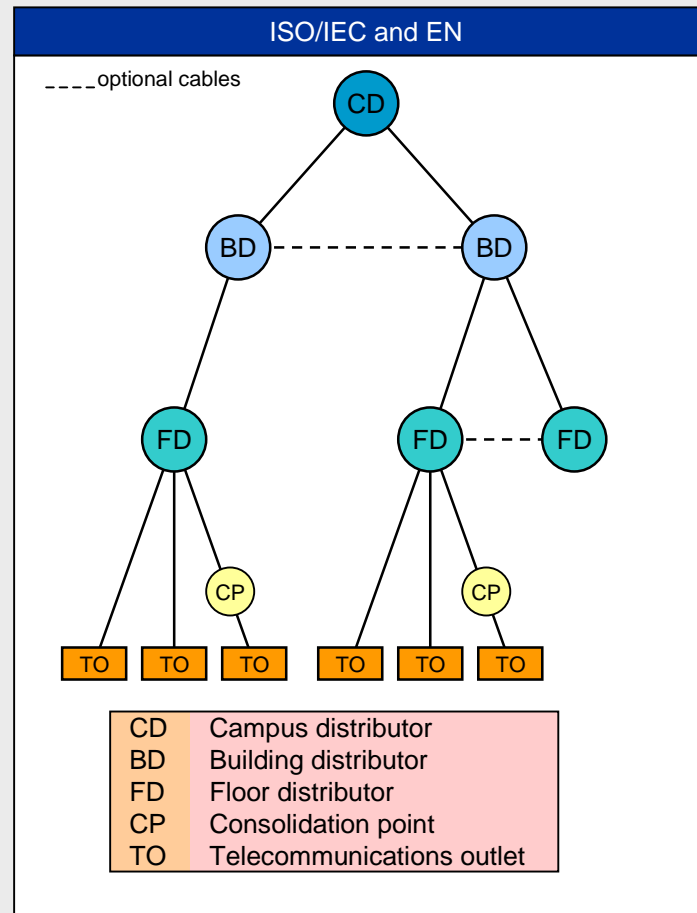 ISO/IEC and EN
____optional cables
CD
BD BD
FD FD FD
CP CP
TO TO TO TO TO TO
CD Campus distributor
BD Building distributor
FD Floor distributor
CP Consolidation point
TO Telecommunications outlet